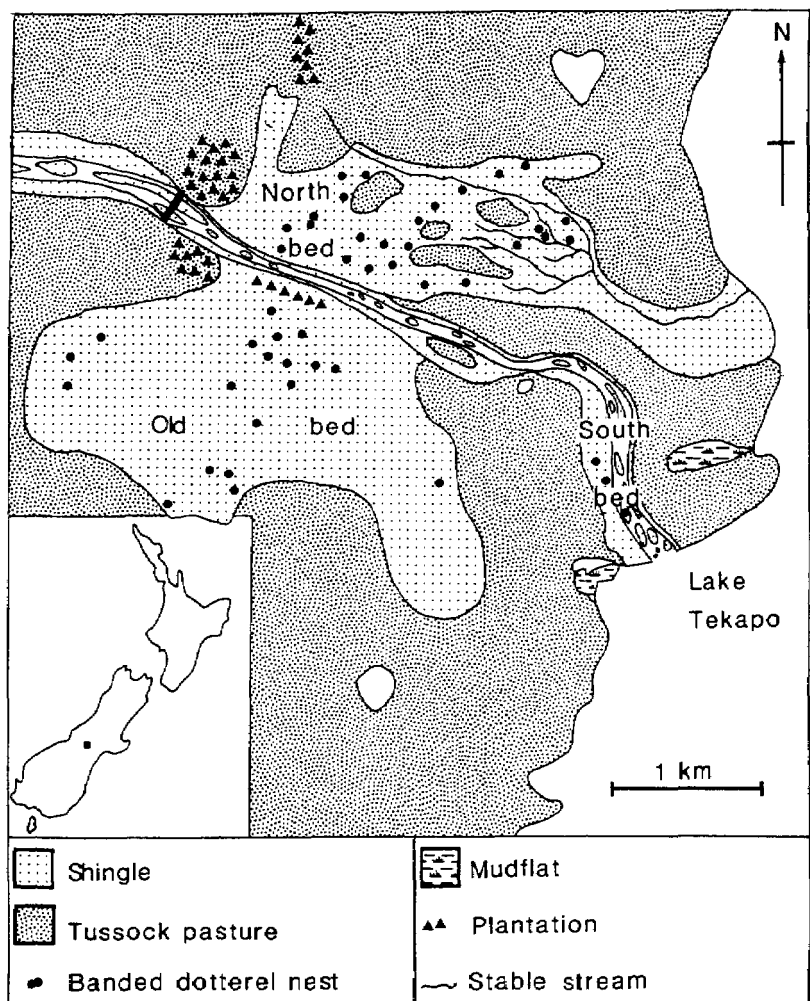 N
North
bed
Old bed
South
bed
Lake
Tekapo
1 km
Shingle
Tussock pasture
Banded dotterel nest
Mudflat
Plantation
Stable stream